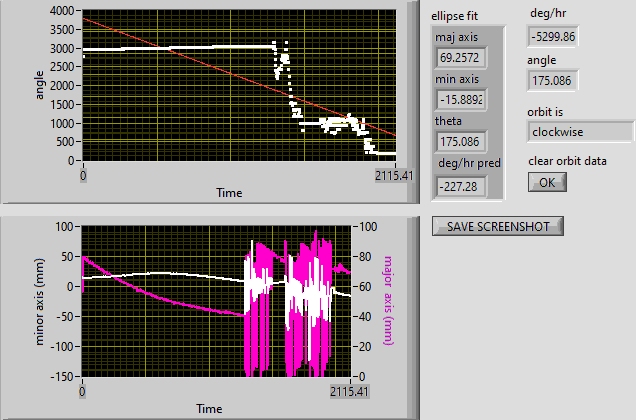 4000
3500
3000
2500
2000
1500
1000
500
0
angle
0
2115.41
Time
ellipse fit
maj axis
69.2572
min axis
-15.8892
theta
175.086
deg/hr pred
-227.28
deg/hr
-5299.86
angle
175.086
orbit is
clockwise
clear orbit data
OK
SAVE SCREENSHOT
100
50
0
-50
-100
-150
minor axis (mm)
100
80
60
40
20
0
major axis (mm)
0
2115.41
Time